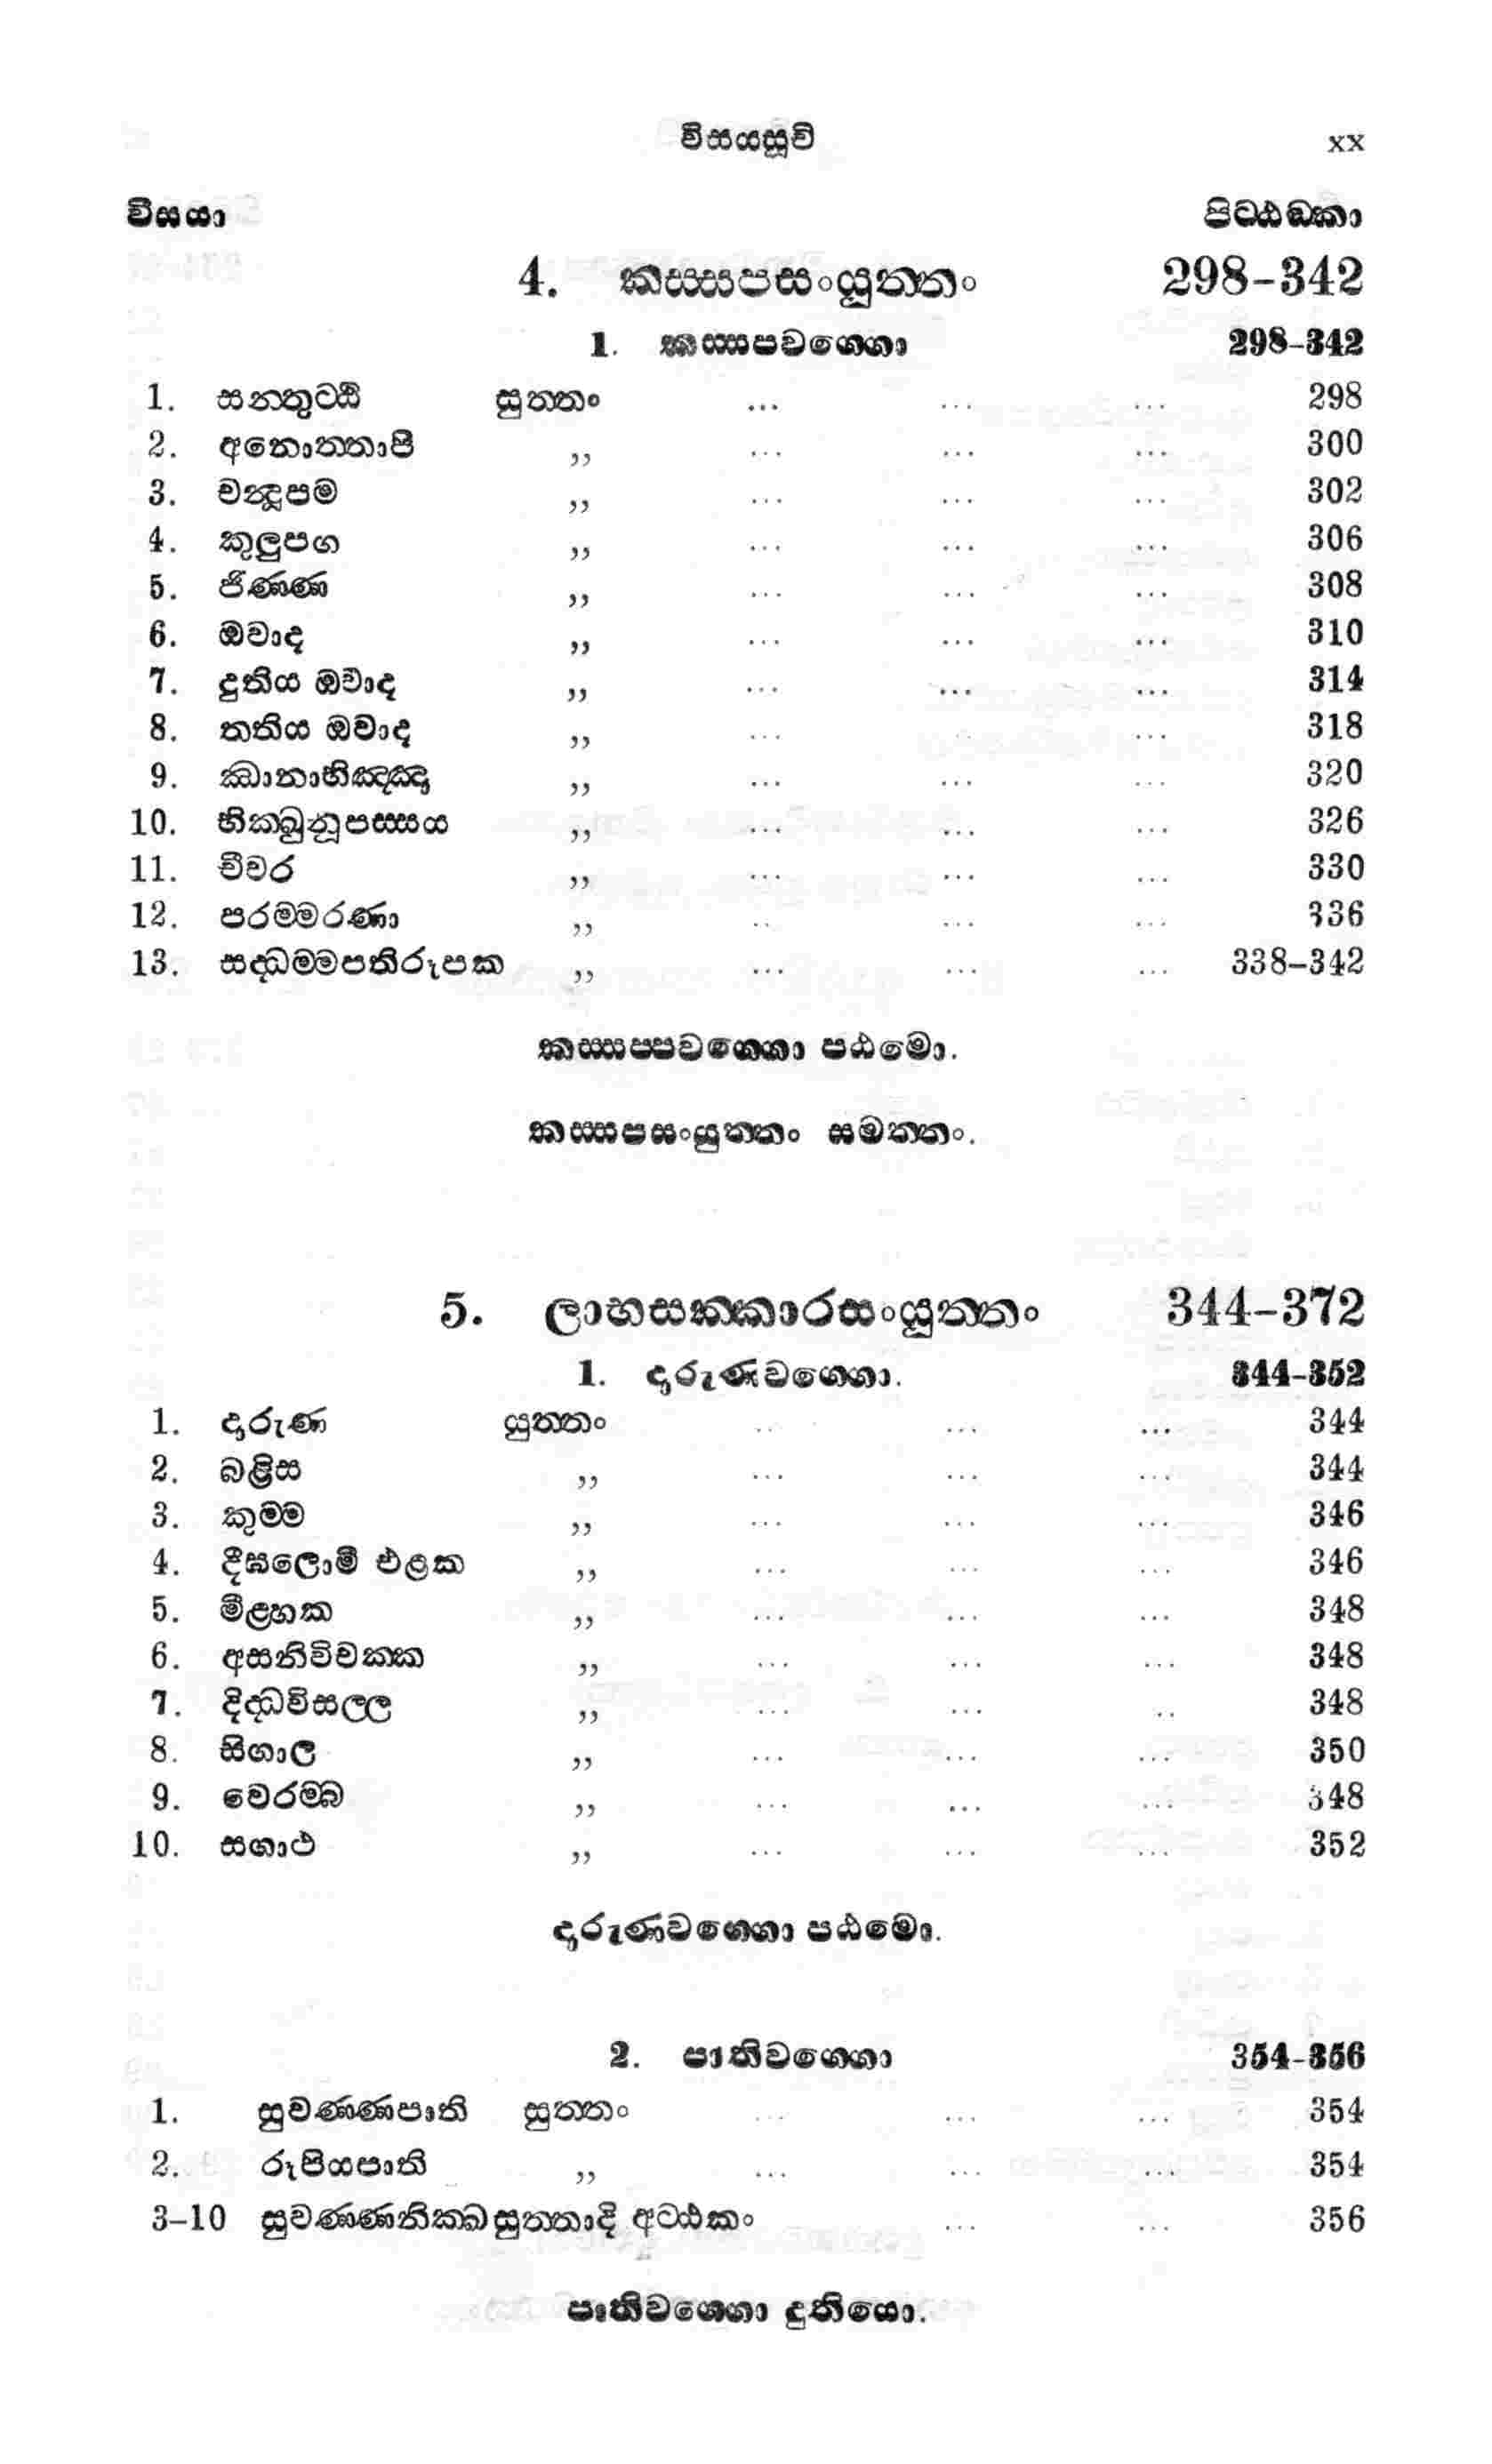 විසයසූචි xx
විසයා පිට‍්ඨඞ‍්කා
4. කස‍්සපසංයුත‍්තං 298-342
1. කස‍්සපවග‍්ගො 298-342
1. සන‍්තුට‍්ඨි සුත‍්තං ... ... ... 298
2. අනොත‍්තාපී ,, ... ... ... 300
3. චන්‍දූපම ,, ... ... ... 302
4. කුලුපග ,, ... ... ... 306
5. ජිණ‍්ණ ,, ... ... ... 308
6. ඔවාද ,, ... ... ... 310
7. දුතිය ඔවාද ,, ... ... ... 314
8. තතිය ඔවාද ,, ... ... ... 318
9. ඣානාභිඤ‍්ඤ ,, ... ... ... 320
10. භික‍්ඛුනූපස‍්සය ,, ... ... ... 326
11. චීවර ,, ... ... ... 330
12. පරම‍්මරණා ,, .. ... ... 336
13. සද‍්ධම‍්මපතිරූපක ,, ... ... ... 338-342
කස‍්සප‍්පවග‍්ගො පඨමො.
කස‍්සපසංයුත‍්තං සමත‍්තං.
5. ලාභසක‍්කාරසංයුත‍්තං 344-372
1. දාරුණවග‍්ගො. 344-352
1. දාරුණ යුත‍්තං .. ... ... 344
2. බළිස ,, ... ... ... 344
3. කුම‍්ම ,, ... ... ... 346
4. දීඝලොමී එළක ,, ... ... ... 346
5. මීළ‍්හක ,, ... ... ... 348
6. අසනිවිචක‍්ක ,, ... ... ... 348
7. දිද‍්ධවිසල‍්ල ,, ... ... .. 348
8. සිගාල ,, ... ... ... 350
9. වෙරම‍්බ ,, ... ... ... 348
10. සගාථ ,, ... ... ... 352
දාරුණවග‍්ගො පඨමො.
2. පාතිවග‍්ගො 354-356
1. සුවණ‍්ණපාති සුත‍්තං ... ... ... 354
2. රූපියපාති ,, ... ... ... 354
3-10 සුවණ‍්ණනික‍්ඛසුත‍්තාදි අට‍්ඨකං ... ... 356
පාතිවග‍්ගො දුතියො.